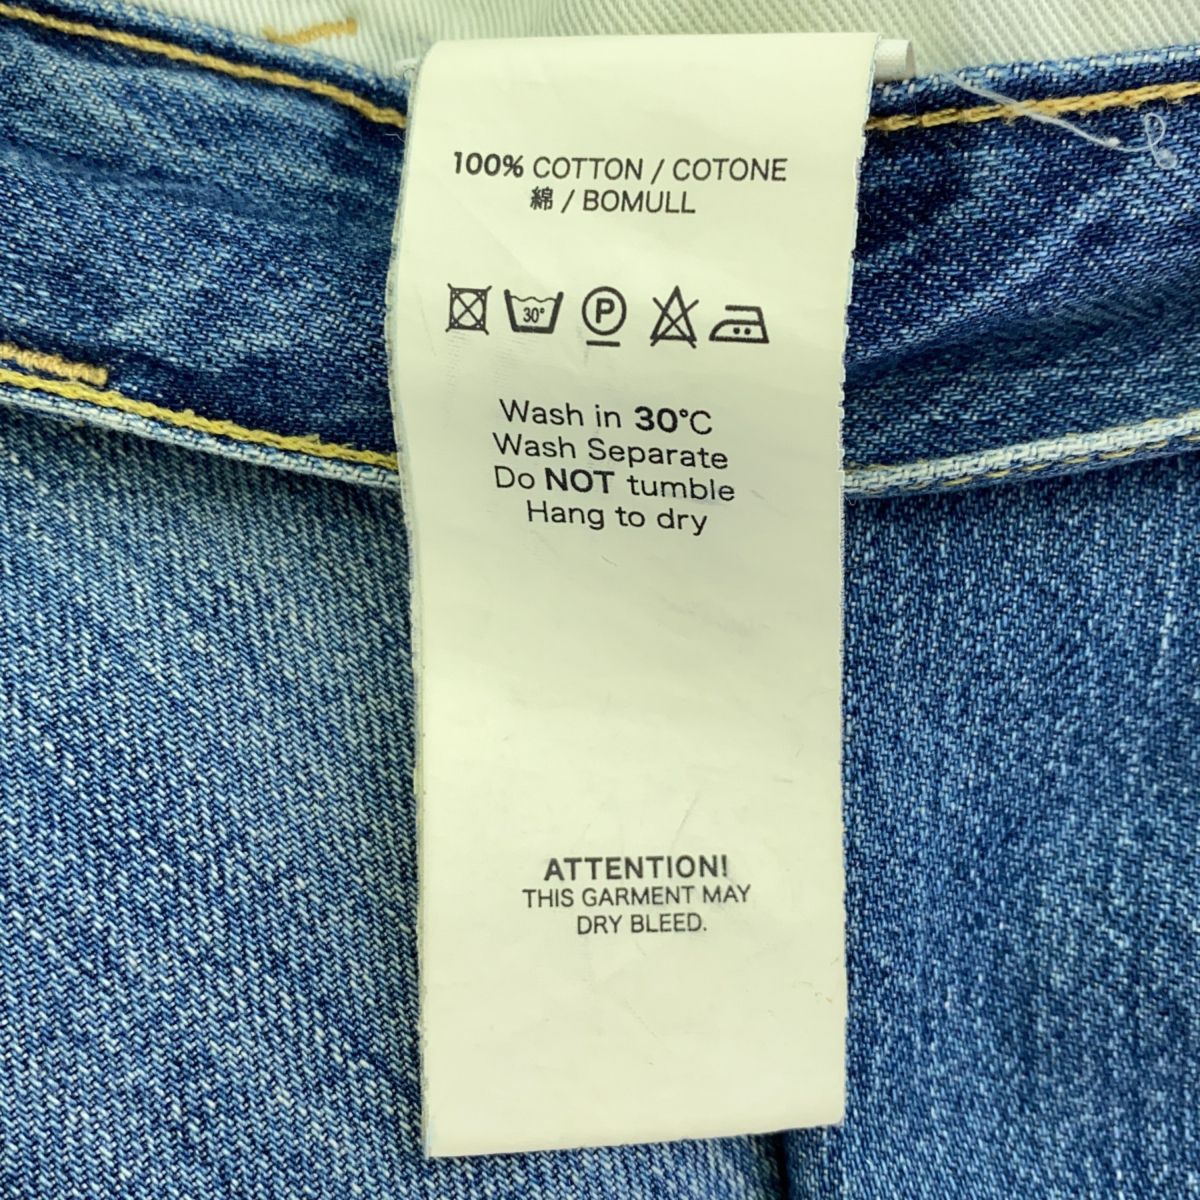 100% COTTON / COTONE
綿 / BOMULL
30°
P
Wash in 30°C
Wash Separate
Do NOT tumble
Hang to dry
ATTENTION!
THIS GARMENT MAY
DRY BLEED.